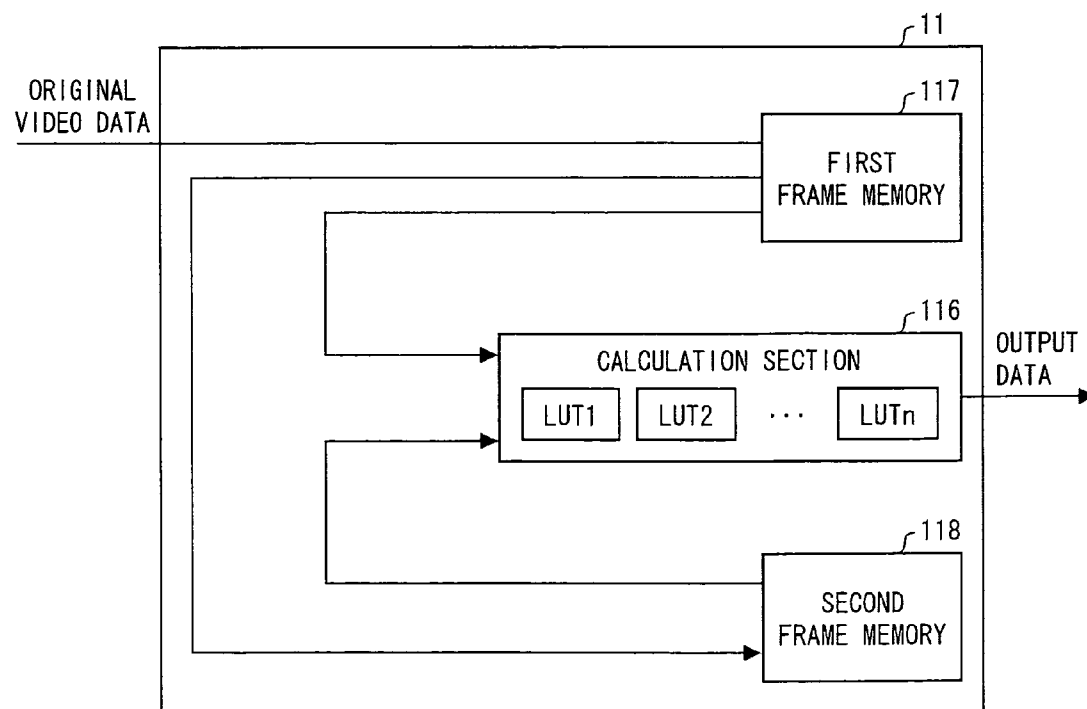 11
ORIGINAL
VIDEO DATA
117
FIRST
FRAME MEMORY
116
CALCULATION SECTION
LUT1 LUT2 ··· LUTn
OUTPUT
DATA
118
SECOND
FRAME MEMORY